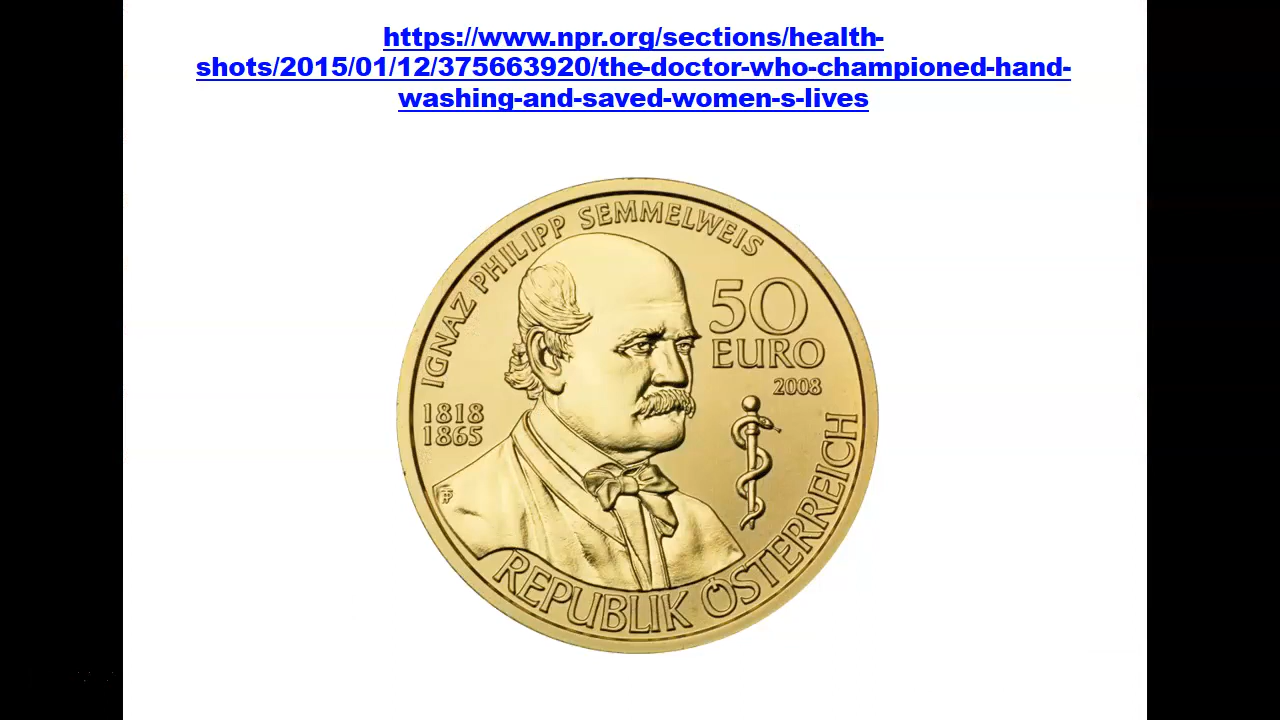 https://www.npr.org/sections/health-
shots/2015/01/12/375663920/the-doctor-who-championed-hand-
washing-and-saved-women-s-lives
IGNAZ PHILIPP SEMMELWEIS
50
EURO
2008
1818
1865
REPUBLIK ÖSTERREICH